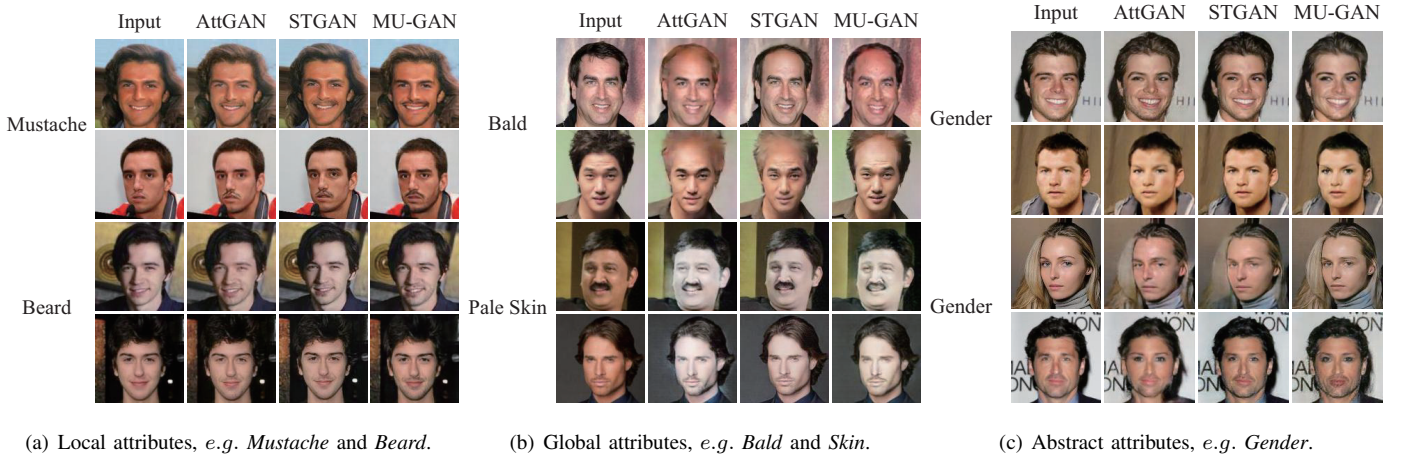 Input AttGAN STGAN MU-GAN
Mustache
Beard
(a) Local attributes, e.g. Mustache and Beard.
Input AttGAN STGAN MU-GAN
Bald
Pale Skin
(b) Global attributes, e.g. Bald and Skin.
Input AttGAN STGAN MU-GAN
Gender
Gender
(c) Abstract attributes, e.g. Gender.